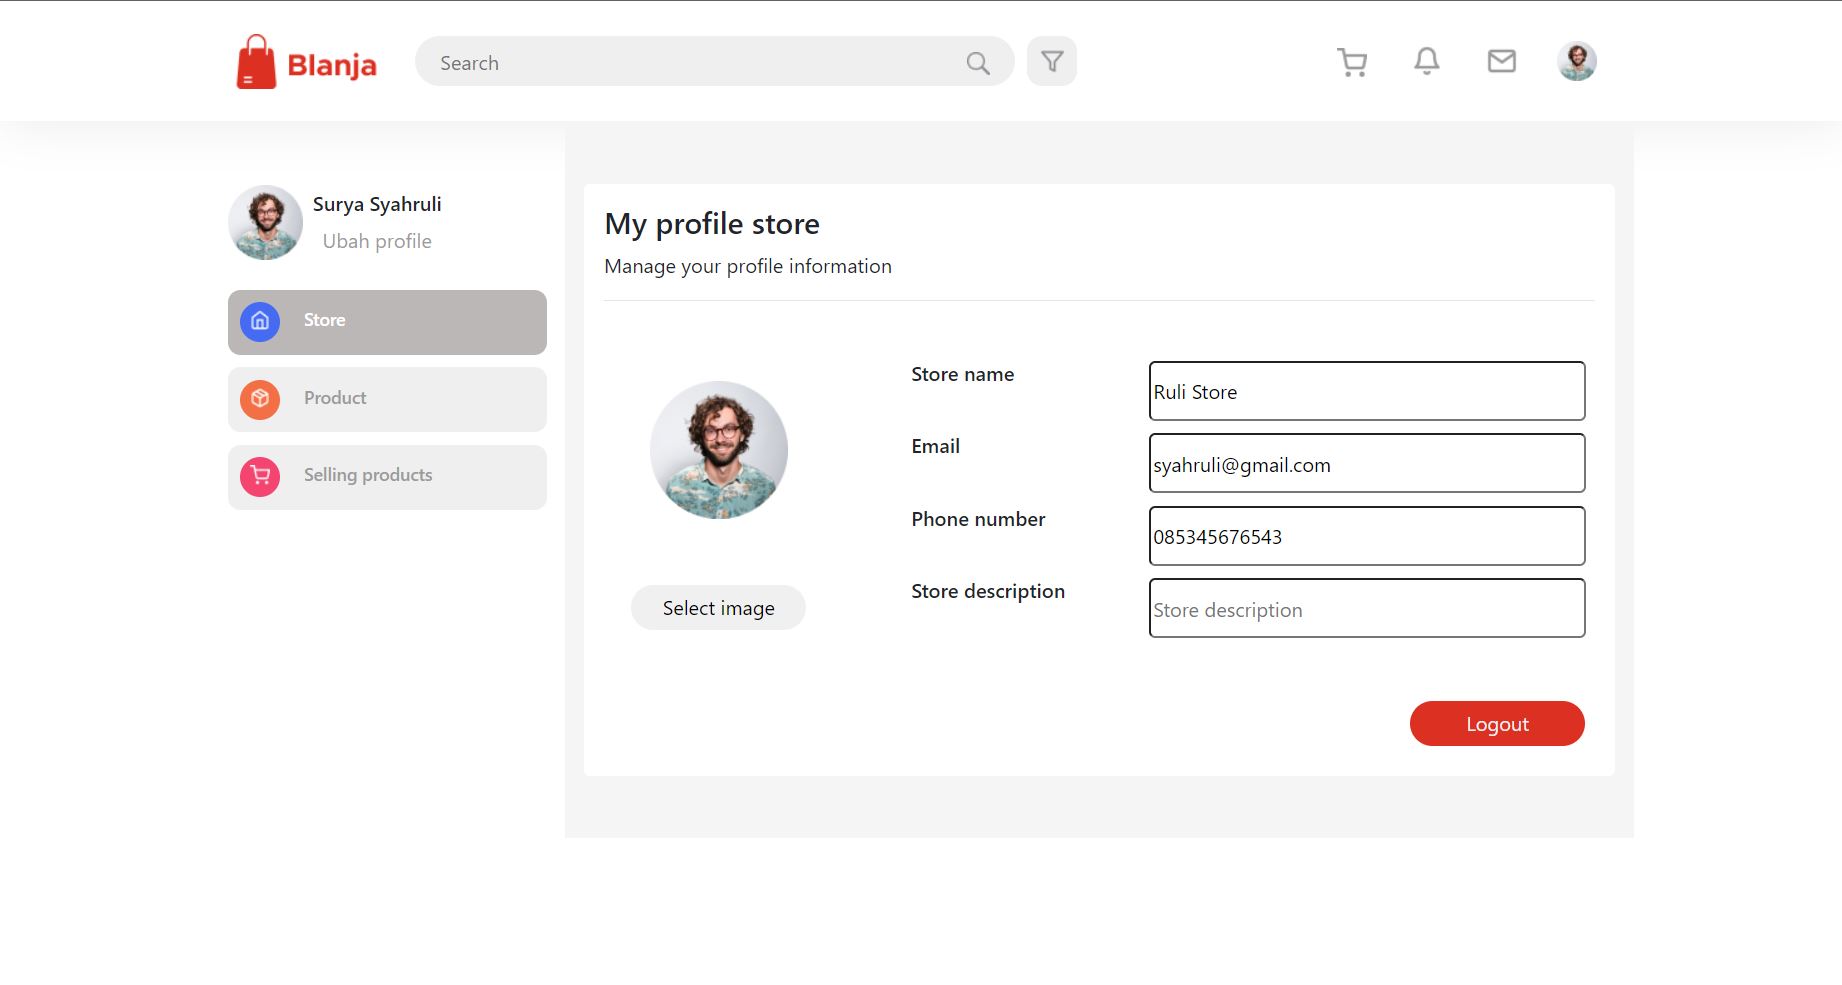 Blanja
Search
Surya Syahruli
Ubah profile
Store
Product
Selling products
My profile store
Manage your profile information
Select image
Store name
Ruli Store
Email
syahruli@gmail.com
Phone number
085345676543
Store description
Store description
Logout